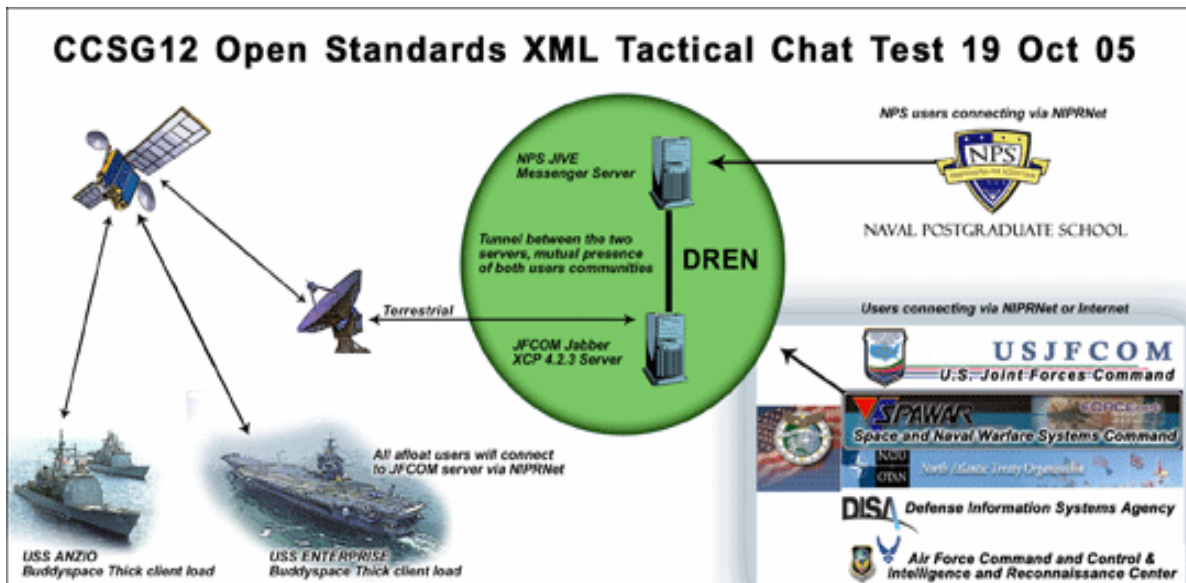 CCSG12 Open Standards XML Tactical Chat Test 19 Oct 05
NPS users connecting via NIPRNet
NPS
NAVAL POSTGRADUATE SCHOOL
NPS JIVE
Messenger Server
Tunnel between the two
servers, mutual presence
of both users communities
DREN
Terrestrial
JFCOM Jabber
XCP 4.2.3 Server
Users connecting via NIPRNet or Internet
USJFCOM
U.S. Joint Forces Command
SPAWAR
Space and Naval Warfare Systems Command
NATO
OTAN
North Atlantic Treaty Organisation
DISA Defense Information Systems Agency
Air Force Command and Control &
Intelligence and Reconnaissance Center
All afloat users will connect
to JFCOM server via NIPRNet
USS ANZIO
Buddyspace Thick client load
USS ENTERPRISE
Buddyspace Thick client load